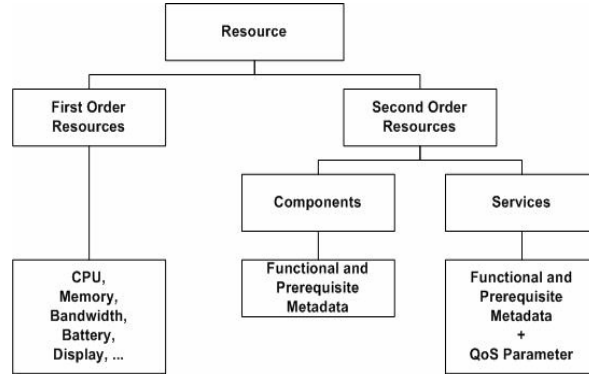 Resource
First Order
Resources
Second Order
Resources
Components
Services
CPU,
Memory,
Bandwidth,
Battery,
Display, ...
Functional and
Prerequisite
Metadata
Functional and
Prerequisite
Metadata
+
QoS Parameter